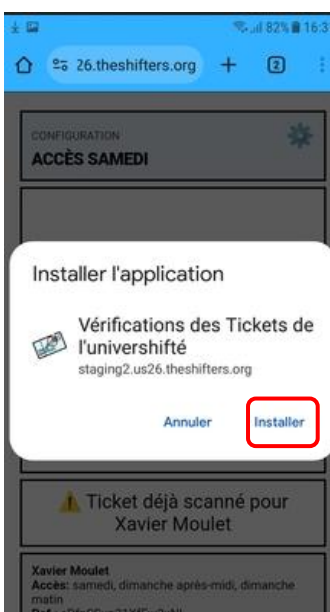 82% 16:3
26.theshifters.org
2
CONFIGURATION
ACCÈS SAMEDI
Installer l'application
Vérifications des Tickets de
l'univershifté
staging2.us26.theshifters.org
Annuler Installer
Ticket déjà scanné pour
Xavier Moulet
Xavier Moulet
Accès: samedi, dimanche après-midi, dimanche
matin